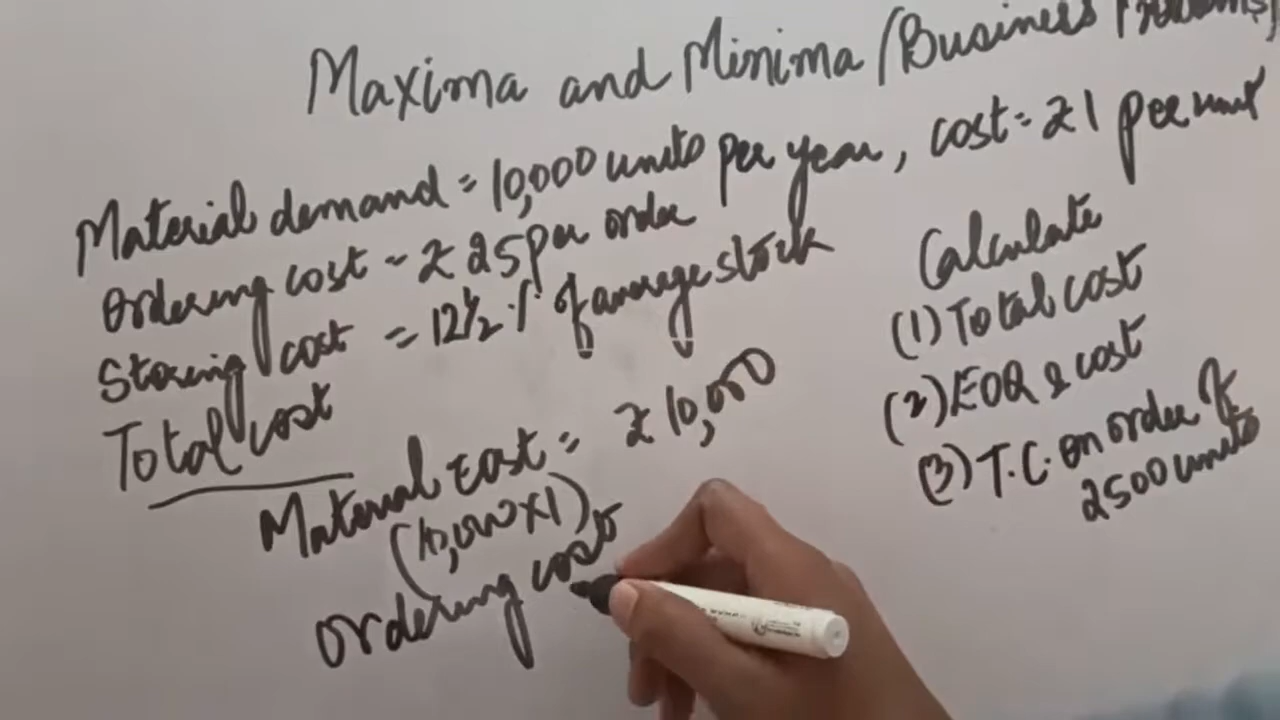 Maxima and Minima (Business Problems)
Material demand = 10,000 units per year, cost = ₹1 per unit
Ordering cost = ₹25 per order
Storing cost = 12½ % of average stock
Total cost
Material cost = ₹10,000
(10,000×1)
Ordering cost
Calculate
(1) Total cost
(2) EOQ & cost
(3) T.C. on order of
2500 units